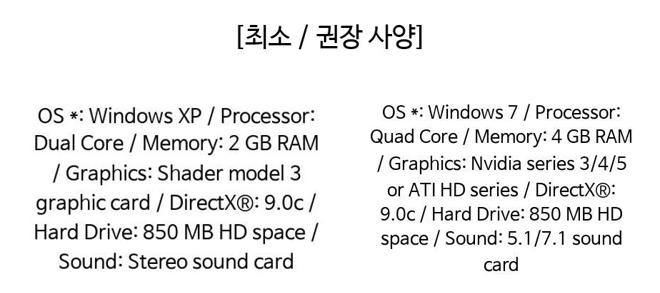 [최소 / 권장 사양]
OS *: Windows XP / Processor:
Dual Core / Memory: 2 GB RAM
/ Graphics: Shader model 3
graphic card / DirectX®: 9.0c /
Hard Drive: 850 MB HD space /
Sound: Stereo sound card
OS *: Windows 7 / Processor:
Quad Core / Memory: 4 GB RAM
/ Graphics: Nvidia series 3/4/5
or ATI HD series / DirectX®:
9.0c / Hard Drive: 850 MB HD
space / Sound: 5.1/7.1 sound
card